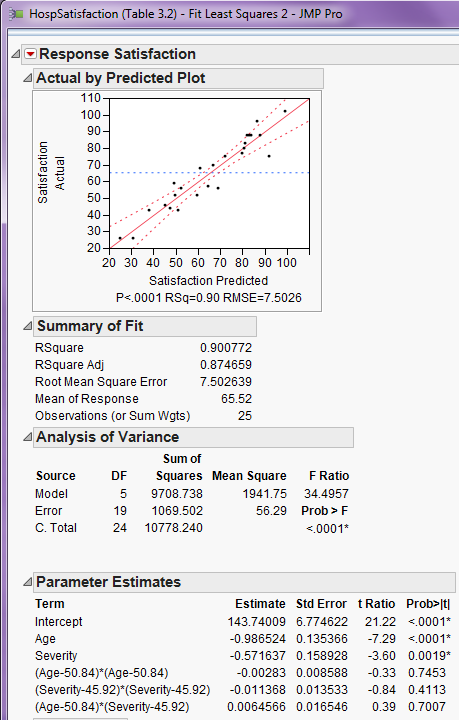 HospSatisfaction (Table 3.2) - Fit Least Squares 2 - JMP Pro
Response Satisfaction
Actual by Predicted Plot
110
100
90
80
70
60
50
40
30
20
Satisfaction
Actual
20 30 40 50 60 70 80 90 100
Satisfaction Predicted
P<.0001 RSq=0.90 RMSE=7.5026
Summary of Fit
RSquare 0.900772
RSquare Adj 0.874659
Root Mean Square Error 7.502639
Mean of Response 65.52
Observations (or Sum Wgts) 25
Analysis of Variance
Sum of
Source DF Squares Mean Square F Ratio
Model 5 9708.738 1941.75 34.4957
Error 19 1069.502 56.29 Prob > F
C. Total 24 10778.240 <.0001*
Parameter Estimates
Term Estimate Std Error t Ratio Prob>|t|
Intercept 143.74009 6.774622 21.22 <.0001*
Age -0.986524 0.135366 -7.29 <.0001*
Severity -0.571637 0.158928 -3.60 0.0019*
(Age-50.84)*(Age-50.84) -0.00283 0.008588 -0.33 0.7453
(Severity-45.92)*(Severity-45.92) -0.011368 0.013533 -0.84 0.4113
(Age-50.84)*(Severity-45.92) 0.0064566 0.016546 0.39 0.7007